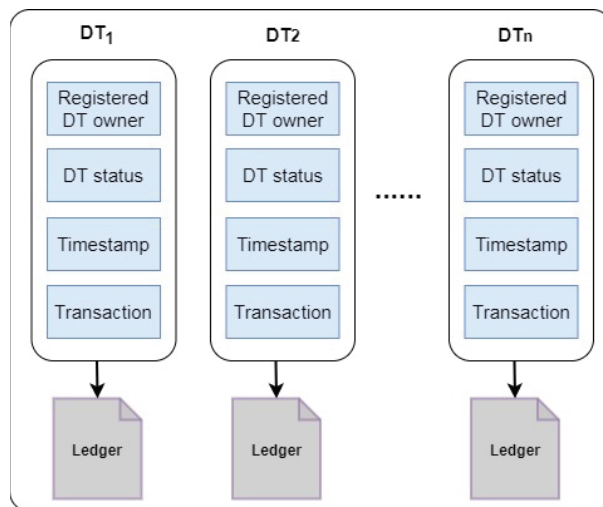 DT1
DT2
DTn
Registered
DT owner
DT status
Timestamp
Transaction
Ledger
Registered
DT owner
DT status
Timestamp
Transaction
Ledger
......
Registered
DT owner
DT status
Timestamp
Transaction
Ledger